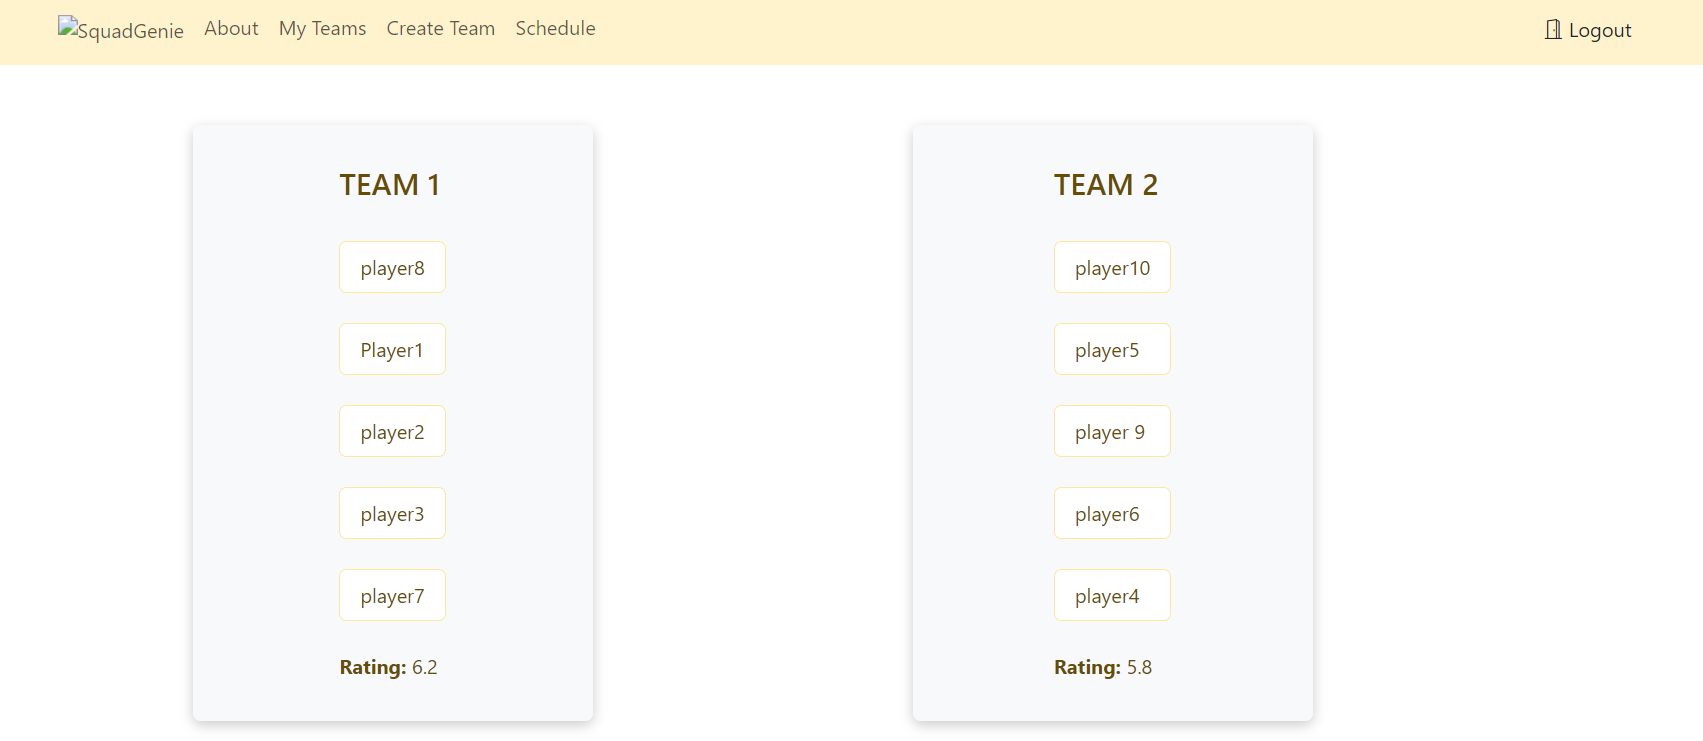 SquadGenie About My Teams Create Team Schedule Logout
TEAM 1
player8
Player1
player2
player3
player7
Rating: 6.2
TEAM 2
player10
player5
player 9
player6
player4
Rating: 5.8